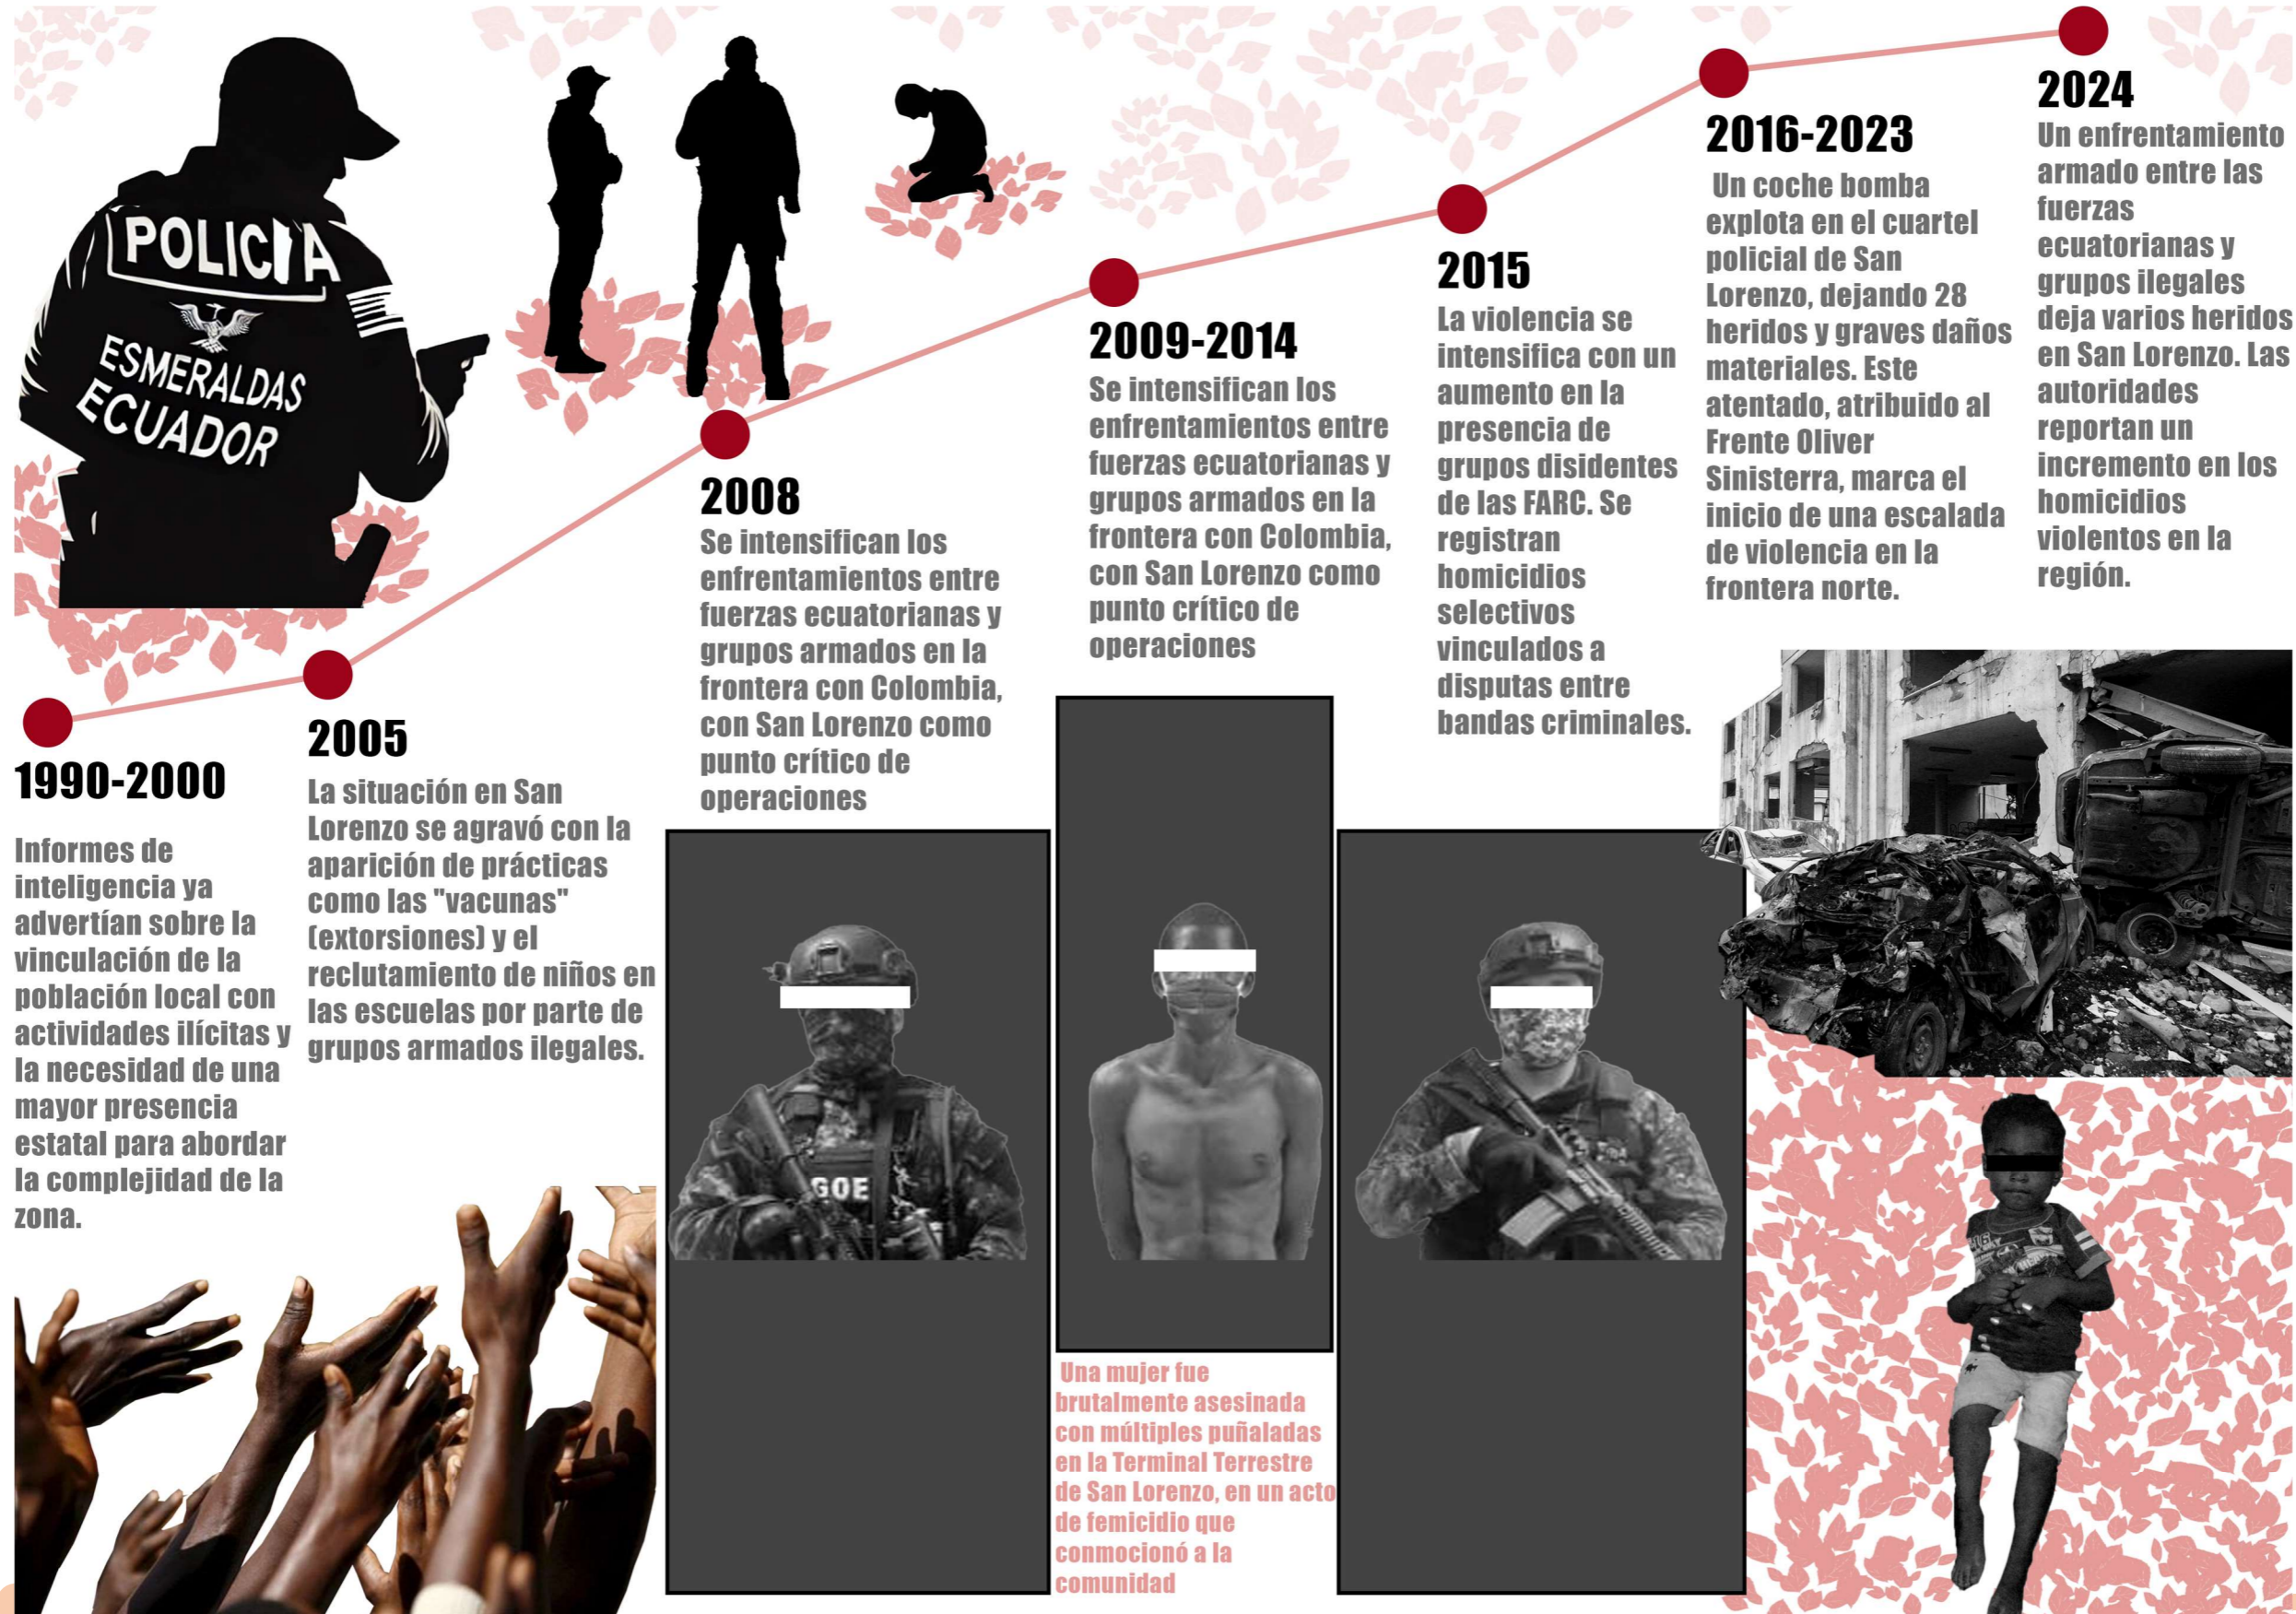 POLICIA
ESMERALDAS
ECUADOR
1990-2000
Informes de
inteligencia ya
advertían sobre la
vinculación de la
población local con
actividades ilícitas y
la necesidad de una
mayor presencia
estatal para abordar
la complejidad de la
zona.
2005
La situación en San
Lorenzo se agravó con la
aparición de prácticas
como las "vacunas"
(extorsiones) y el
reclutamiento de niños en
las escuelas por parte de
grupos armados ilegales.
2008
Se intensifican los
enfrentamientos entre
fuerzas ecuatorianas y
grupos armados en la
frontera con Colombia,
con San Lorenzo como
punto crítico de
operaciones
2009-2014
Se intensifican los
enfrentamientos entre
fuerzas ecuatorianas y
grupos armados en la
frontera con Colombia,
con San Lorenzo como
punto crítico de
operaciones
2015
La violencia se
intensifica con un
aumento en la
presencia de
grupos disidentes
de las FARC. Se
registran
homicidios
selectivos
vinculados a
disputas entre
bandas criminales.
2016-2023
Un coche bomba
explota en el cuartel
policial de San
Lorenzo, dejando 28
heridos y graves daños
materiales. Este
atentado, atribuido al
Frente Oliver
Sinisterra, marca el
inicio de una escalada
de violencia en la
frontera norte.
2024
Un enfrentamiento
armado entre las
fuerzas
ecuatorianas y
grupos ilegales
deja varios heridos
en San Lorenzo. Las
autoridades
reportan un
incremento en los
homicidios
violentos en la
región.
GOE
Una mujer fue
brutalmente asesinada
con múltiples puñaladas
en la Terminal Terrestre
de San Lorenzo, en un acto
de femicidio que
conmocionó a la
comunidad